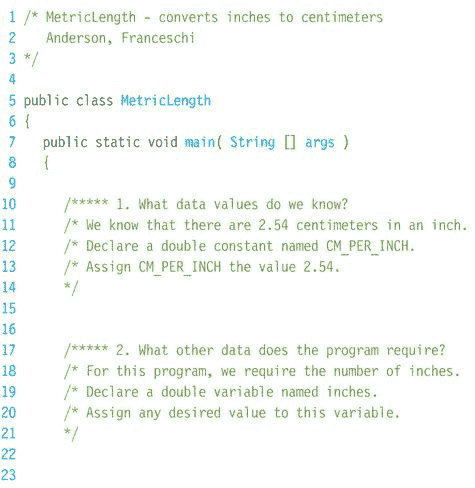 1 /* MetricLength - converts inches to centimeters
2 Anderson, Franceschi
3 */
4
5 public class MetricLength
6 {
7 public static void main( String [] args )
8 {
9
10 /***** 1. What data values do we know?
11 /* We know that there are 2.54 centimeters in an inch.
12 /* Declare a double constant named CM_PER_INCH.
13 /* Assign CM_PER_INCH the value 2.54.
14 */
15
16
17 /***** 2. What other data does the program require?
18 /* For this program, we require the number of inches.
19 /* Declare a double variable named inches.
20 /* Assign any desired value to this variable.
21 */
22
23